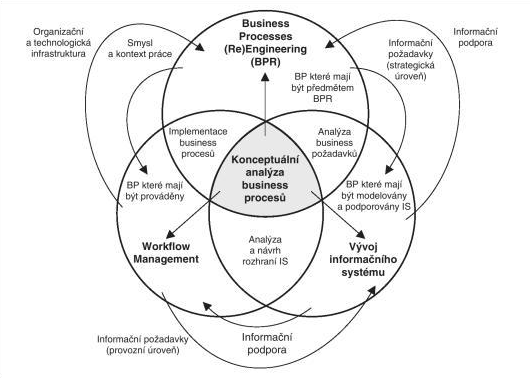 Business
Processes
(Re)Engineering
(BPR)
Organizační
a technologická
infrastruktura
Smysl
a kontext práce
Informační
požadavky
(strategická
úroveň)
Informační
podpora
BP které mají
být předmětem
BPR
Implementace
business
procesů
Analýza
business
požadavků
Konceptuální
analýza
business
procesů
BP které mají
být prováděny
BP které mají
být modelovány
a podporovány IS
Workflow
Management
Analýza
a návrh
rozhraní IS
Vývoj
informačního
systému
Informační požadavky
(provozní úroveň)
Informační
podpora